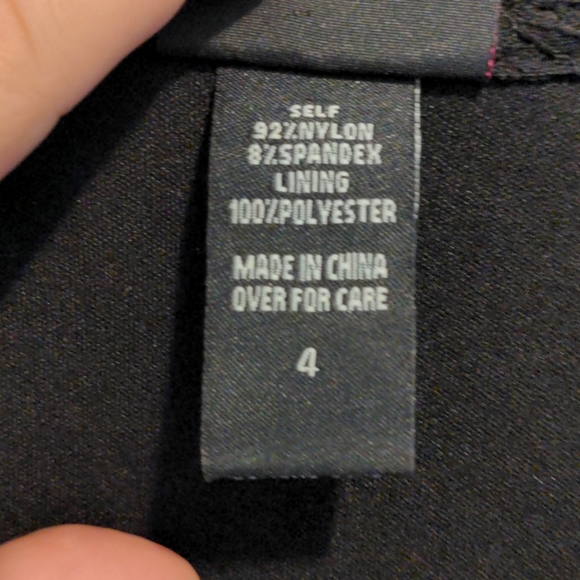 SELF
92%NYLON
8%SPANDEX
LINING
100%POLYESTER
MADE IN CHINA
OVER FOR CARE
4